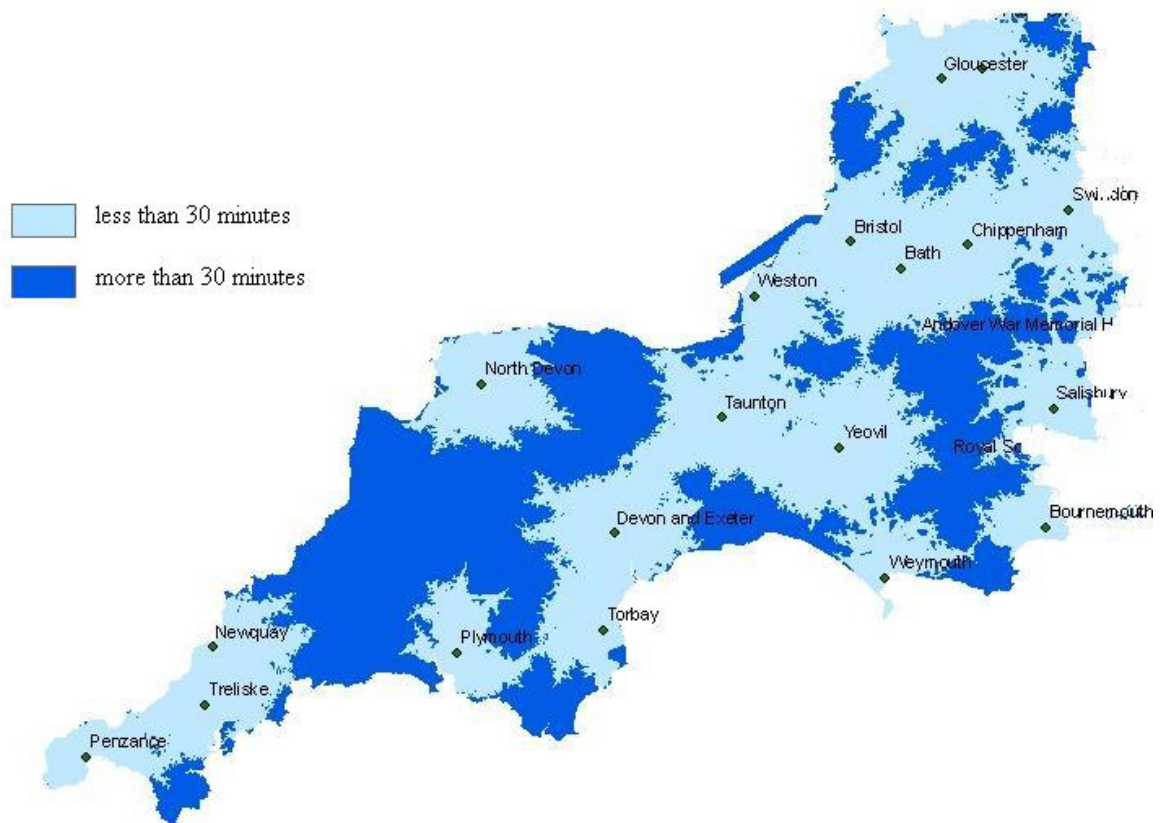 Gloucester
less than 30 minutes
Bristol
Chippenham
Bath
more than 30 minutes
Weston
Andover War Memorial H
North Devon
Salisbury
Taunton
Yeovil
Royal
Bournemouth
Devon and Exeter
Weymouth
Torbay
Newquay
Plymouth
Treliske
Penzance